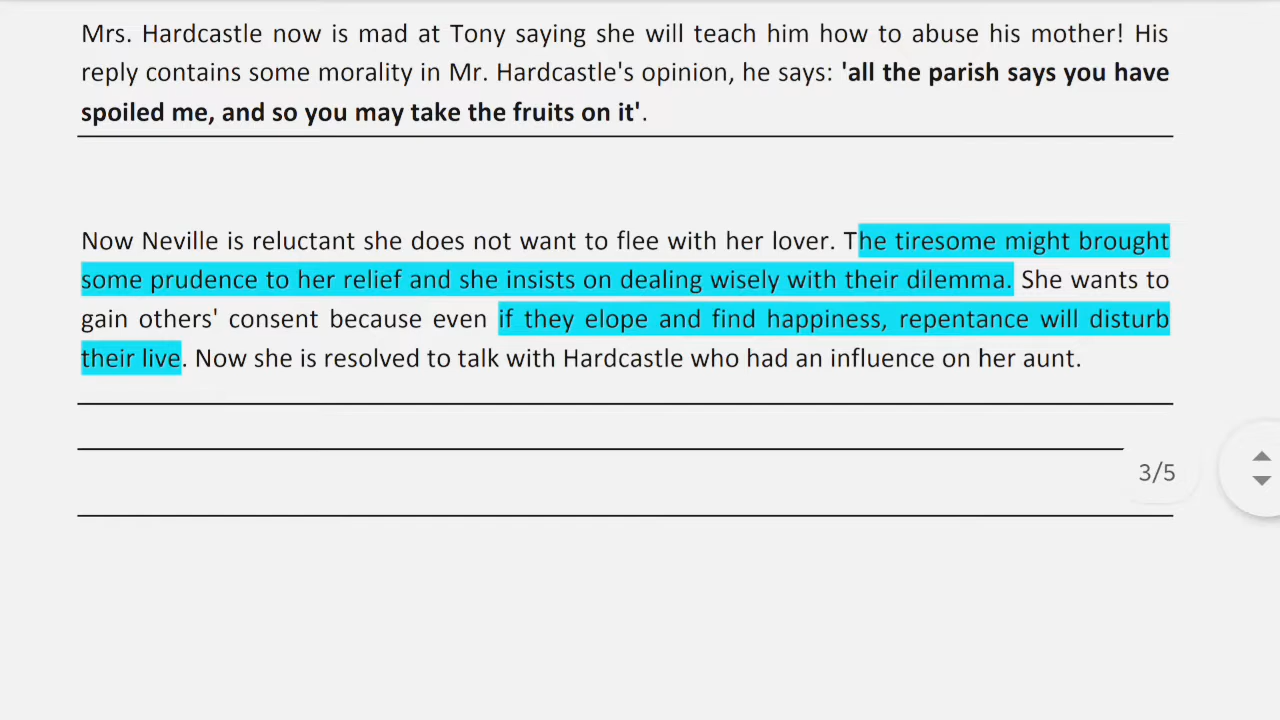 Mrs. Hardcastle now is mad at Tony saying she will teach him how to abuse his mother! His
reply contains some morality in Mr. Hardcastle's opinion, he says: 'all the parish says you have
spoiled me, and so you may take the fruits on it'.
Now Neville is reluctant she does not want to flee with her lover. The tiresome might brought
some prudence to her relief and she insists on dealing wisely with their dilemma. She wants to
gain others' consent because even if they elope and find happiness, repentance will disturb
their live. Now she is resolved to talk with Hardcastle who had an influence on her aunt.
3/5